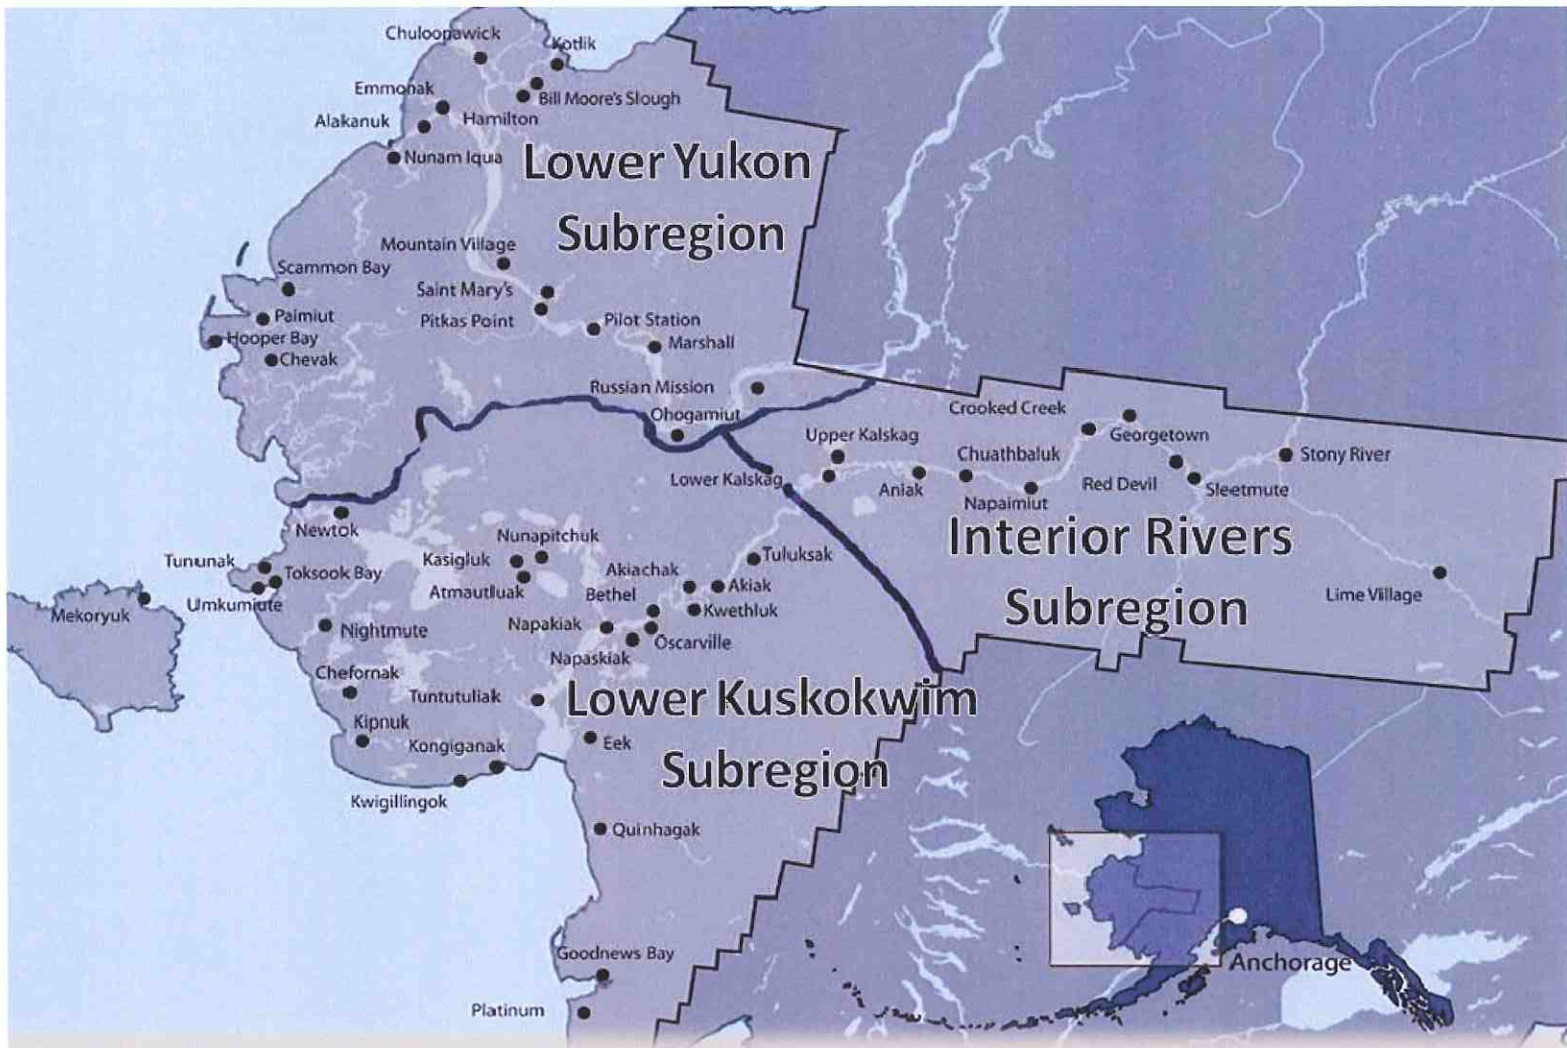 Chuloonawick
Kotlik
Emmonak
Bill Moore's Slough
Hamilton
Alakanuk
Nunam Iqua
Lower Yukon
Subregion
Mountain Village
Scammon Bay
Saint Mary's
Paimiut
Pitkas Point
Pilot Station
Hooper Bay
Marshall
Chevak
Russian Mission
Ohogamiut
Crooked Creek
Upper Kalskag
Georgetown
Chuathbaluk
Stony River
Lower Kalskag
Aniak
Napaimiut
Red Devil
Sleetmute
Newtok
Nunapitchuk
Interior Rivers
Subregion
Tununak
Kasigluk
Tuluksak
Toksook Bay
Akiachak
Akiak
Atmautluak
Bethel
Lime Village
Umkumiute
Mekoryuk
Kwethluk
Nightmute
Napakiak
Oscarville
Napaskiak
Chefornak
Tuntutuliak
Lower Kuskokwim
Subregion
Kipnuk
Kongiganak
Eek
Kwigillingok
Quinhagak
Goodnews Bay
Anchorage
Platinum